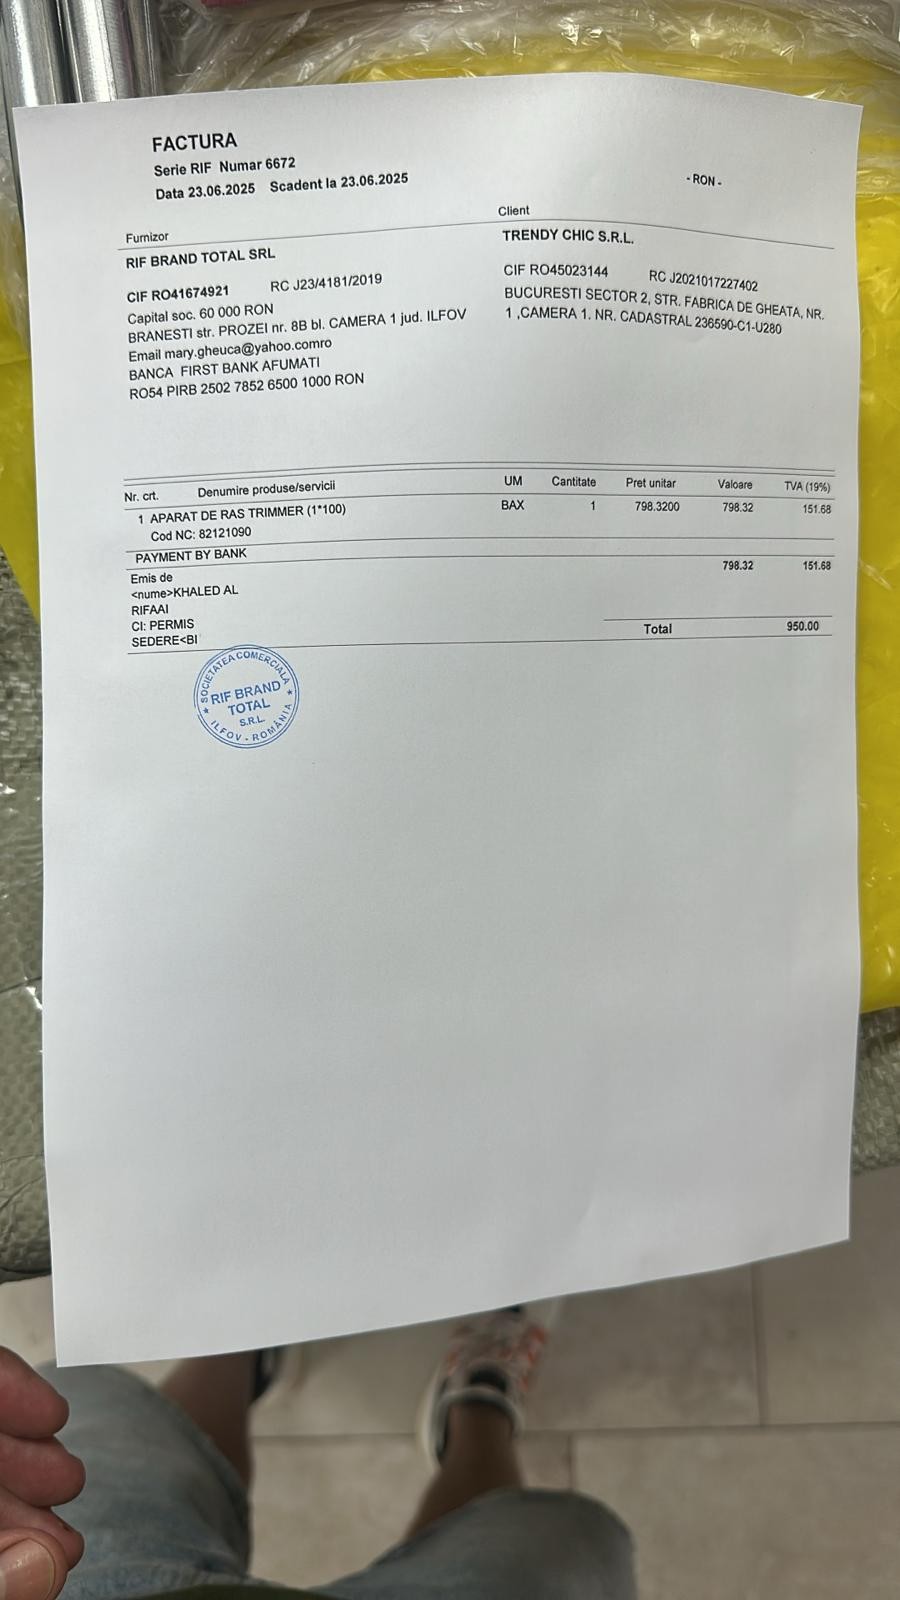 FACTURA
Serie RIF Numar 6672
Data 23.06.2025 Scadent la 23.06.2025
- RON -
Furnizor
RIF BRAND TOTAL SRL
CIF RO41674921 RC J23/4181/2019
Capital soc. 60 000 RON
BRANESTI str. PROZEI nr. 8B bl. CAMERA 1 jud. ILFOV
Email mary.gheuca@yahoo.comro
BANCA FIRST BANK AFUMATI
RO54 PIRB 2502 7852 6500 1000 RON
Client
TRENDY CHIC S.R.L.
CIF RO45023144 RC J2021017227402
BUCURESTI SECTOR 2, STR. FABRICA DE GHEATA, NR.
1 ,CAMERA 1. NR. CADASTRAL 236590-C1-U280
Nr. crt. Denumire produse/servicii UM Cantitate Pret unitar Valoare TVA (19%)
1 APARAT DE RAS TRIMMER (1*100) BAX 1 798.3200 798.32 151.68
Cod NC: 82121090
PAYMENT BY BANK
798.32 151.68
Emis de
<nume>KHALED AL
RIFAAI
CI: PERMIS
SEDERE<BI
Total 950.00
SOCIETATEA COMERCIALA
RIF BRAND
TOTAL
S.R.L.
ILFOV - ROMÂNIA